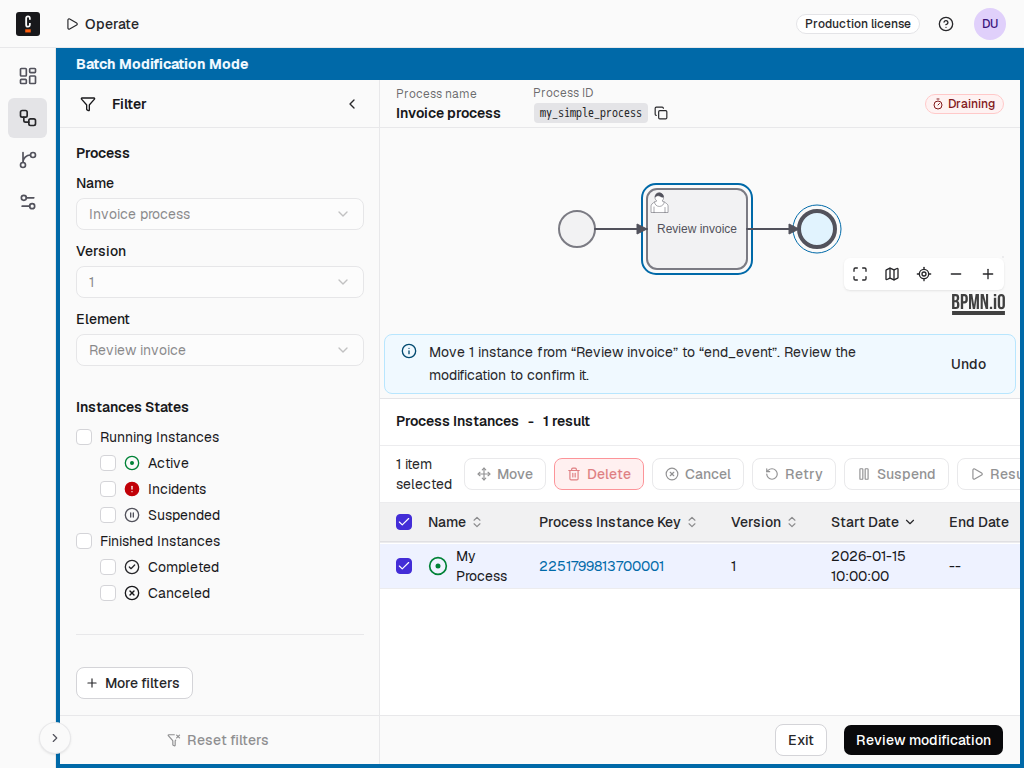 Operate
Production license
DU
Batch Modification Mode
Filter
Process name
Invoice process
Process ID
my_simple_process
Draining
Process
Name
Invoice process
Version
1
Element
Review invoice
Instances States
Running Instances
Active
Incidents
Suspended
Finished Instances
Completed
Canceled
More filters
Reset filters
Review invoice
BPMN.iO
Move 1 instance from “Review invoice” to “end_event”. Review the
modification to confirm it.
Undo
Process Instances - 1 result
1 item
selected
Move
Delete
Cancel
Retry
Suspend
Name
Process Instance Key
Version
Start Date
End Date
My
Process
2251799813700001
1
2026-01-15
10:00:00
--
Exit
Review modification